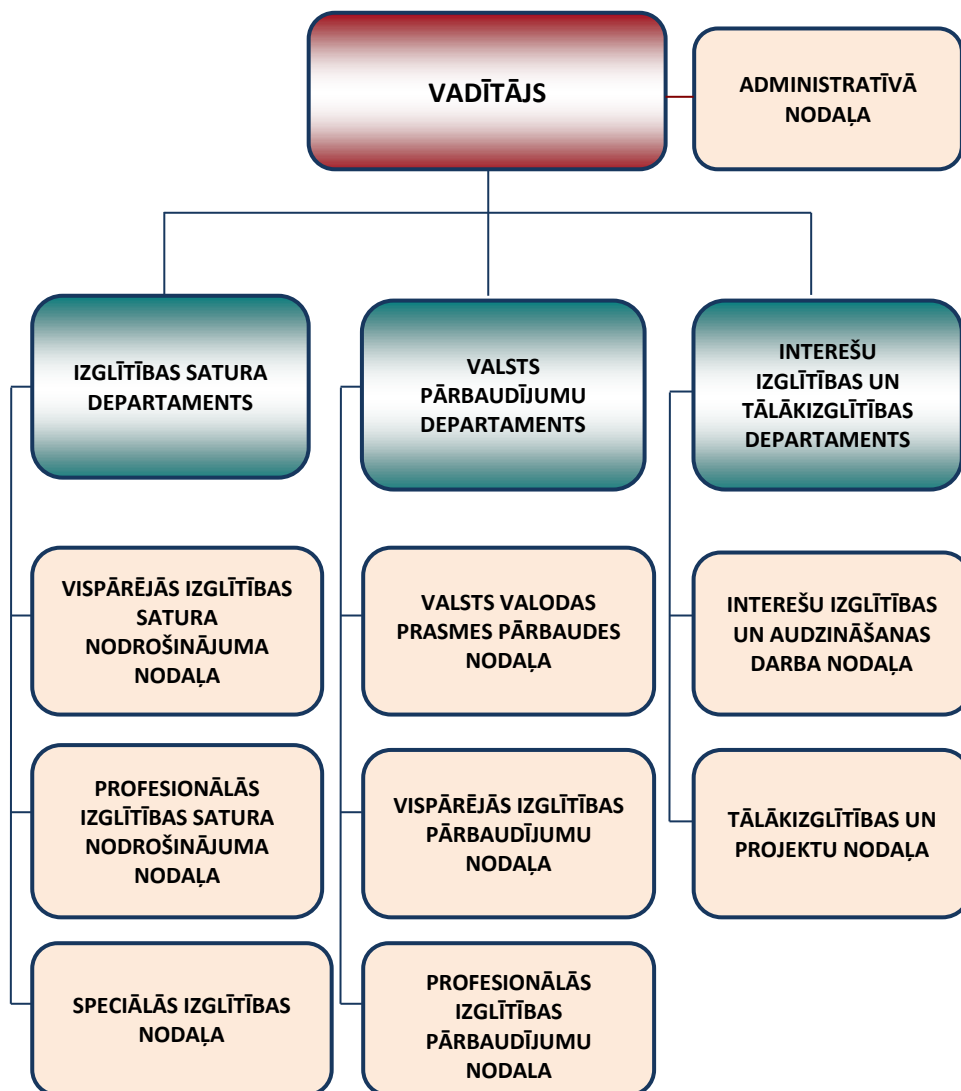 VADĪTĀJS
ADMINISTRATĪVĀ
NODAĻA
IZGLĪTĪBAS SATURA
DEPARTAMENTS
VALSTS
PĀRBAUDĪJUMU
DEPARTAMENTS
INTEREŠU
IZGLĪTĪBAS UN
TĀLĀKIZGLĪTĪBAS
DEPARTAMENTS
VISPĀRĒJĀS IZGLĪTĪBAS
SATURA
NODROŠINĀJUMA
NODAĻA
VALSTS VALODAS
PRASMES PĀRBAUDES
NODAĻA
INTEREŠU IZGLĪTĪBAS
UN AUDZINĀŠANAS
DARBA NODAĻA
PROFESIONĀLĀS
IZGLĪTĪBAS SATURA
NODROŠINĀJUMA
NODAĻA
VISPĀRĒJĀS IZGLĪTĪBAS
PĀRBAUDĪJUMU
NODAĻA
TĀLĀKIZGLĪTĪBAS UN
PROJEKTU NODAĻA
SPECIĀLĀS IZGLĪTĪBAS
NODAĻA
PROFESIONĀLĀS
IZGLĪTĪBAS
PĀRBAUDĪJUMU
NODALA